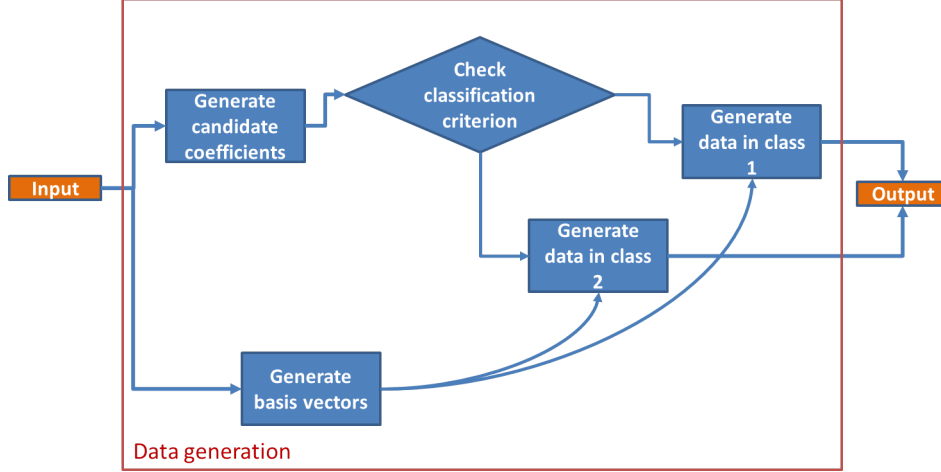 Input
Generate
candidate
coefficients
Check
classification
criterion
Generate
data in class
1
Generate
data in class
2
Generate
basis vectors
Output
Data generation